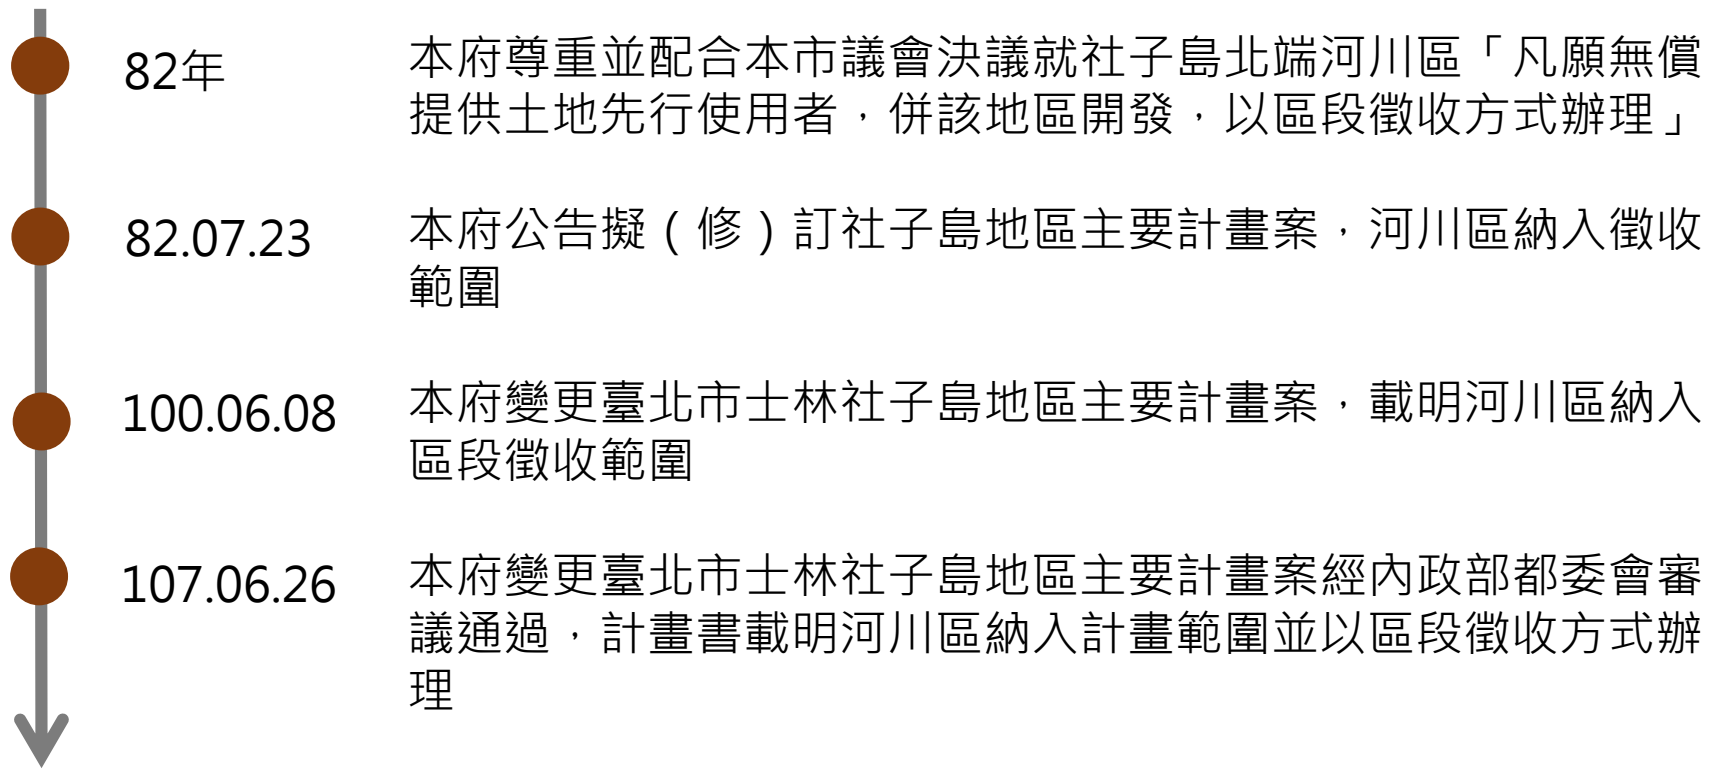 82年
本府尊重並配合本市議會決議就社子島北端河川區「凡願無償
提供土地先行使用者，併該地區開發，以區段徵收方式辦理」
82.07.23
本府公告擬（修）訂社子島地區主要計畫案，河川區納入徵收
範圍
100.06.08
本府變更臺北市士林社子島地區主要計畫案，載明河川區納入
區段徵收範圍
107.06.26
本府變更臺北市士林社子島地區主要計畫案經內政部都委會審
議通過，計畫書載明河川區納入計畫範圍並以區段徵收方式辦
理